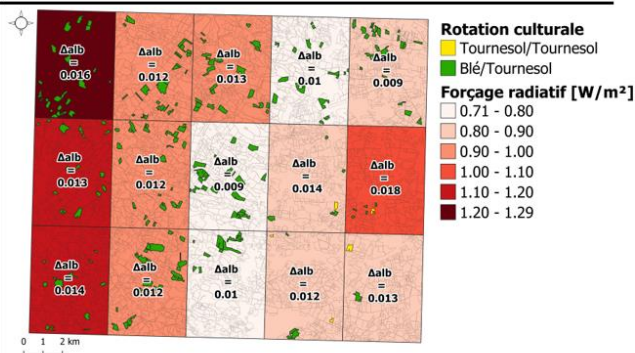 Δalb
=
0.016
Δalb
=
0.012
Δalb
=
0.013
Δalb
=
0.01
Δalb
=
0.009
Δalb
=
0.013
Δalb
=
0.012
Δalb
=
0.009
Δalb
=
0.014
Δalb
=
0.018
Δalb
=
0.014
Δalb
=
0.012
Δalb
=
0.01
Δalb
=
0.012
Δalb
=
0.013
0 1 2 km
Rotation culturale
Tournesol/Tournesol
Blé/Tournesol
Forçage radiatif [W/m²]
0.71 - 0.80
0.80 - 0.90
0.90 - 1.00
1.00 - 1.10
1.10 - 1.20
1.20 - 1.29